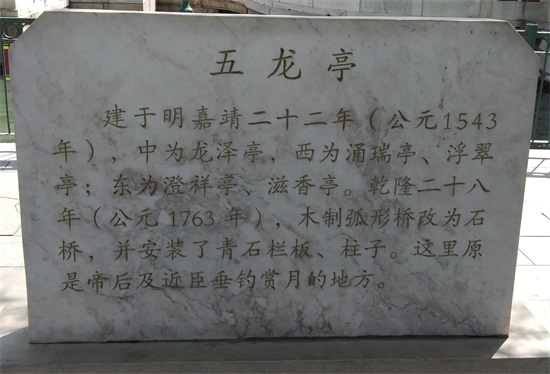 五龙亭
建于明嘉靖二十二年（公元1543
年），中为龙泽亭，西为涌瑞亭、浮翠
亭；东为澄祥亭、滋香亭。乾隆二十八
年（公元1763年），木制弧形桥改为石
桥，并安装了青石栏板、柱子。这里原
是帝后及近臣垂钓赏月的地方。